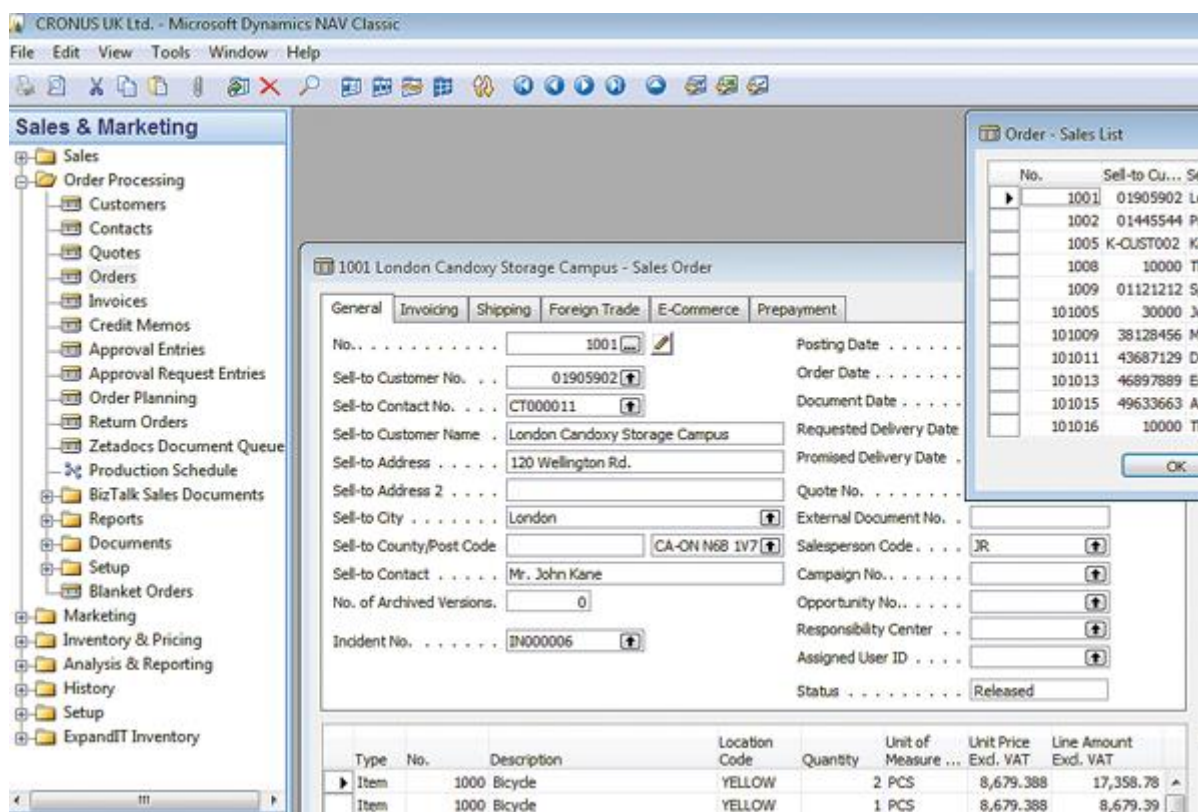 CRONUS UK Ltd. - Microsoft Dynamics NAV Classic
File Edit View Tools Window Help
Sales & Marketing
Sales
Order Processing
Customers
Contacts
Quotes
Orders
Invoices
Credit Memos
Approval Entries
Approval Request Entries
Order Planning
Return Orders
Zetadocs Document Queue
Production Schedule
BizTalk Sales Documents
Reports
Documents
Setup
Blanket Orders
Marketing
Inventory & Pricing
Analysis & Reporting
History
Setup
ExpandIT Inventory
Order - Sales List
No. Sell-to Cu... Se
1001 01905902 Lo
1002 01445544 P
1005 K-CUST002 K
1008 10000 T
1009 01121212 S
101005 30000 Jo
101009 38128456 M
101011 43687129 D
101013 46897889 E
101015 49633663 A
101016 10000 T
OK
1001 London Candoxy Storage Campus - Sales Order
General Invoicing Shipping Foreign Trade E-Commerce Prepayment
No. . . . . . . . . . . . 1001 ... Posting Date . . . . . .
Sell-to Customer No. . . . 01905902 Order Date . . . . . . .
Sell-to Contact No. . . . . CT000011 Document Date . . . . .
Sell-to Customer Name . London Candoxy Storage Campus Requested Delivery Date
Sell-to Address . . . . . . 120 Wellington Rd. Promised Delivery Date .
Sell-to Address 2 . . . . . Quote No. . . . . . . . .
Sell-to City . . . . . . . . London External Document No. . .
Sell-to County/Post Code CA-ON N6B 1V7 Salesperson Code. . . . . JR
Sell-to Contact . . . . . . Mr. John Kane Campaign No.. . . . . .
No. of Archived Versions. 0 Opportunity No.. . . . . .
Responsibility Center . .
Incident No. . . . . . . . IN000006
Assigned User ID . . . . .
Status . . . . . . . . . . Released
Type No. Description Location Code Quantity Unit of Measure ... Unit Price Excl. VAT Line Amount Excl. VAT
Item 1000 Bicycle YELLOW 2 PCS 8,679.388 17,358.78
Item 1000 Bicycle YELLOW 1 PCS 8,679.388 8,679.39